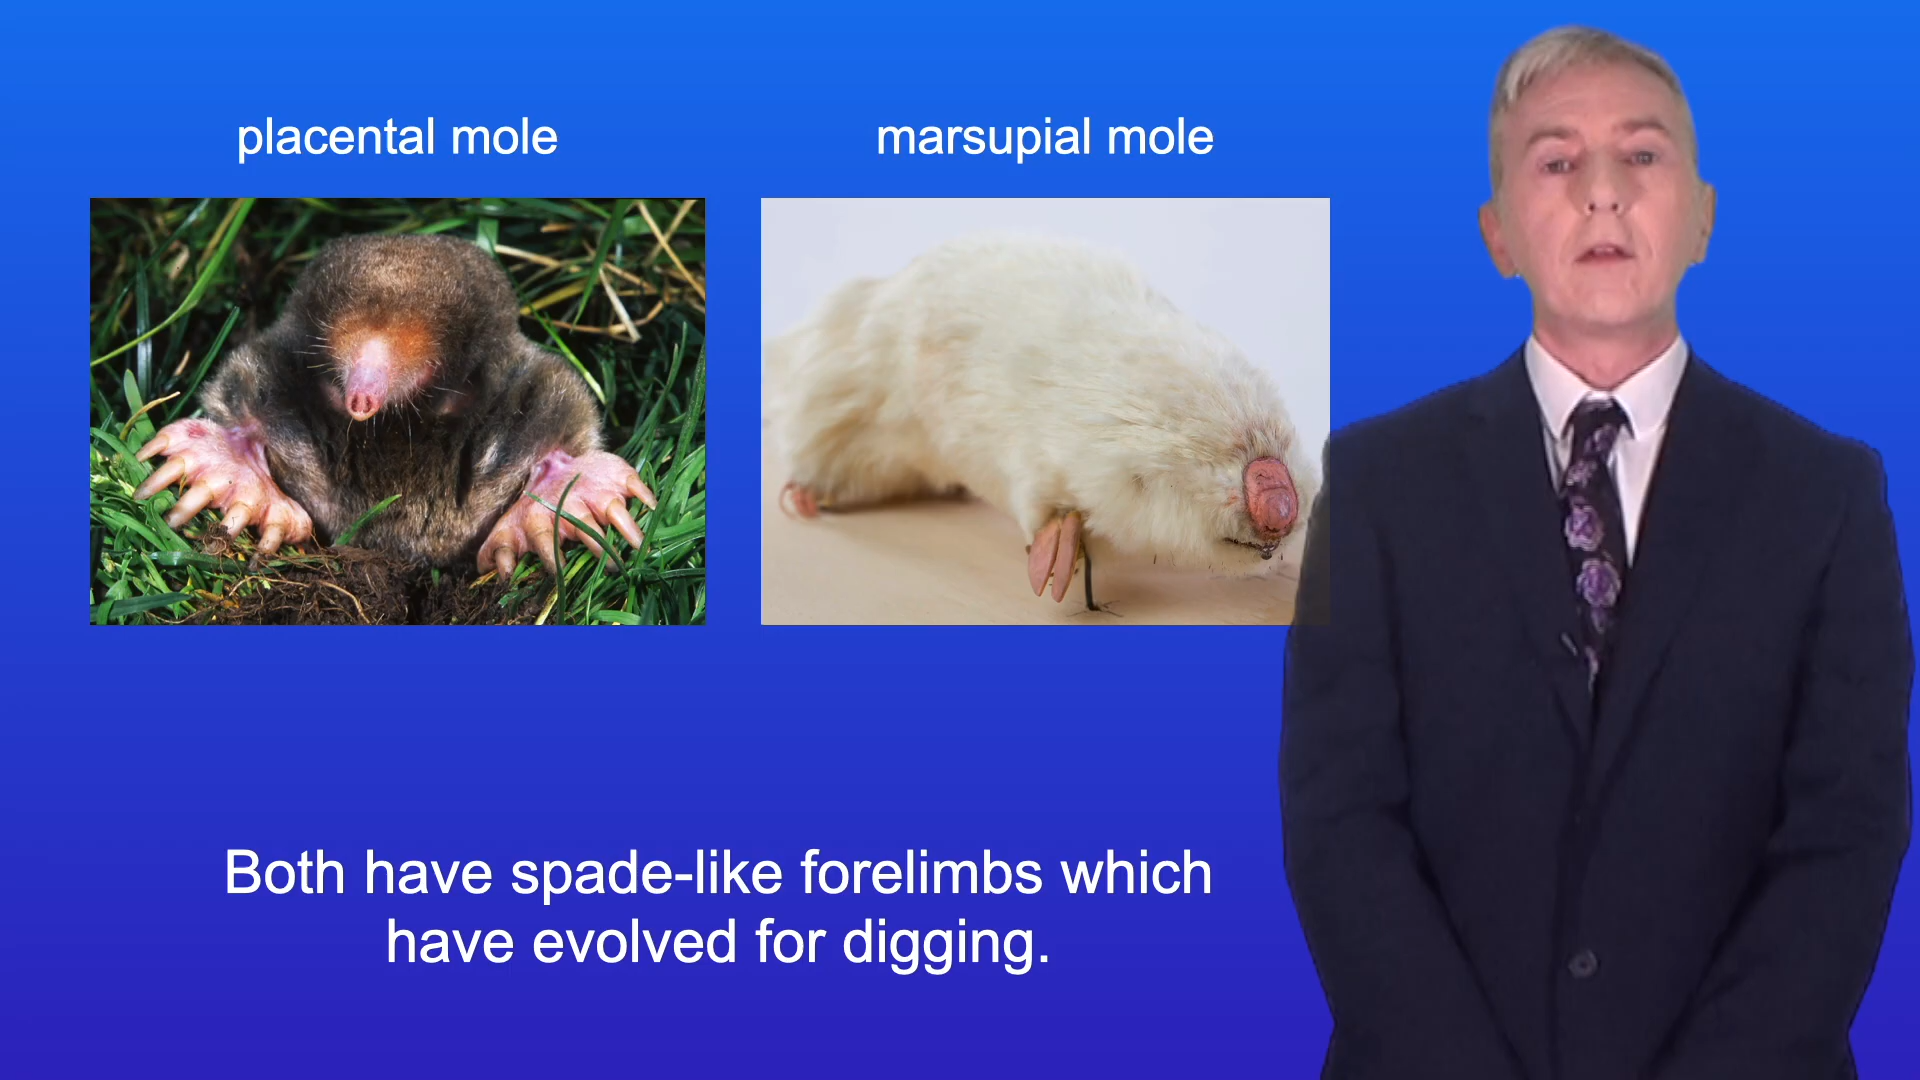 placental mole
marsupial mole
Both have spade-like forelimbs which
have evolved for digging.